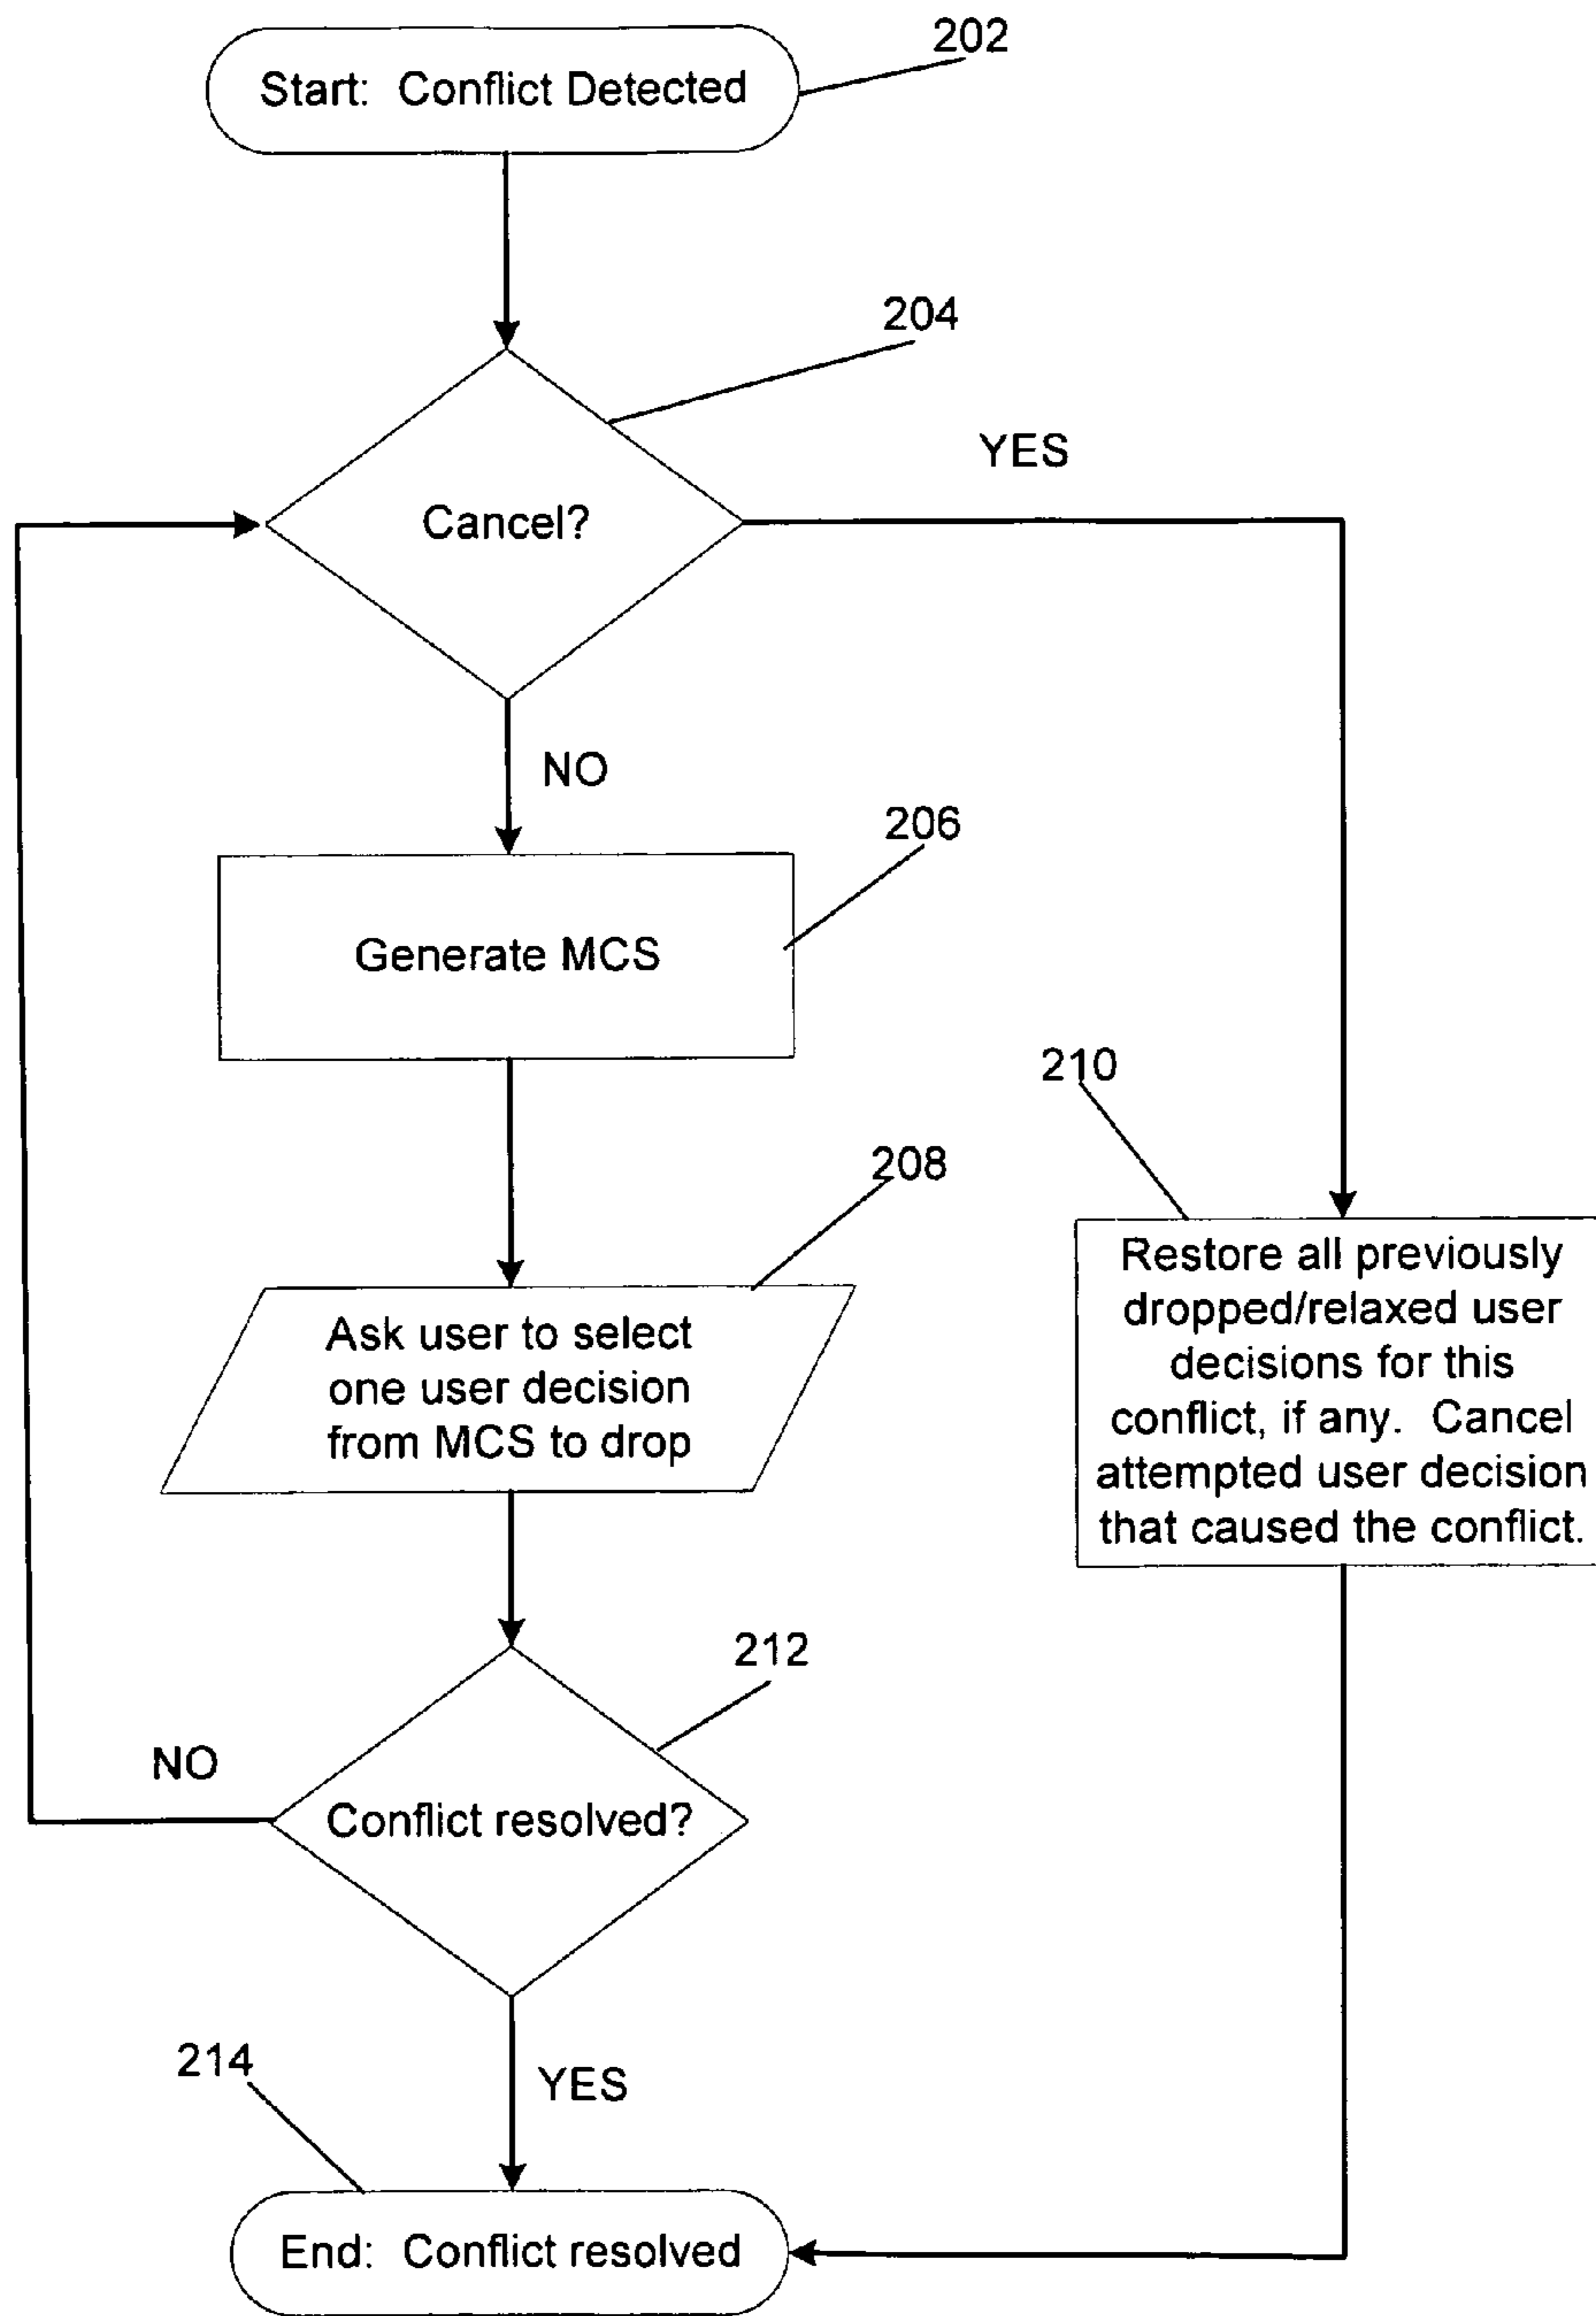 202
Start: Conflict Detected
204
YES
Cancel?
NO
206
Generate MCS
210
208
Restore all previously
dropped/relaxed user
decisions for this
conflict, if any. Cancel
attempted user decision
that caused the conflict.
Ask user to select
one user decision
from MCS to drop
212
NO
Conflict resolved?
214
YES
End: Conflict resolved